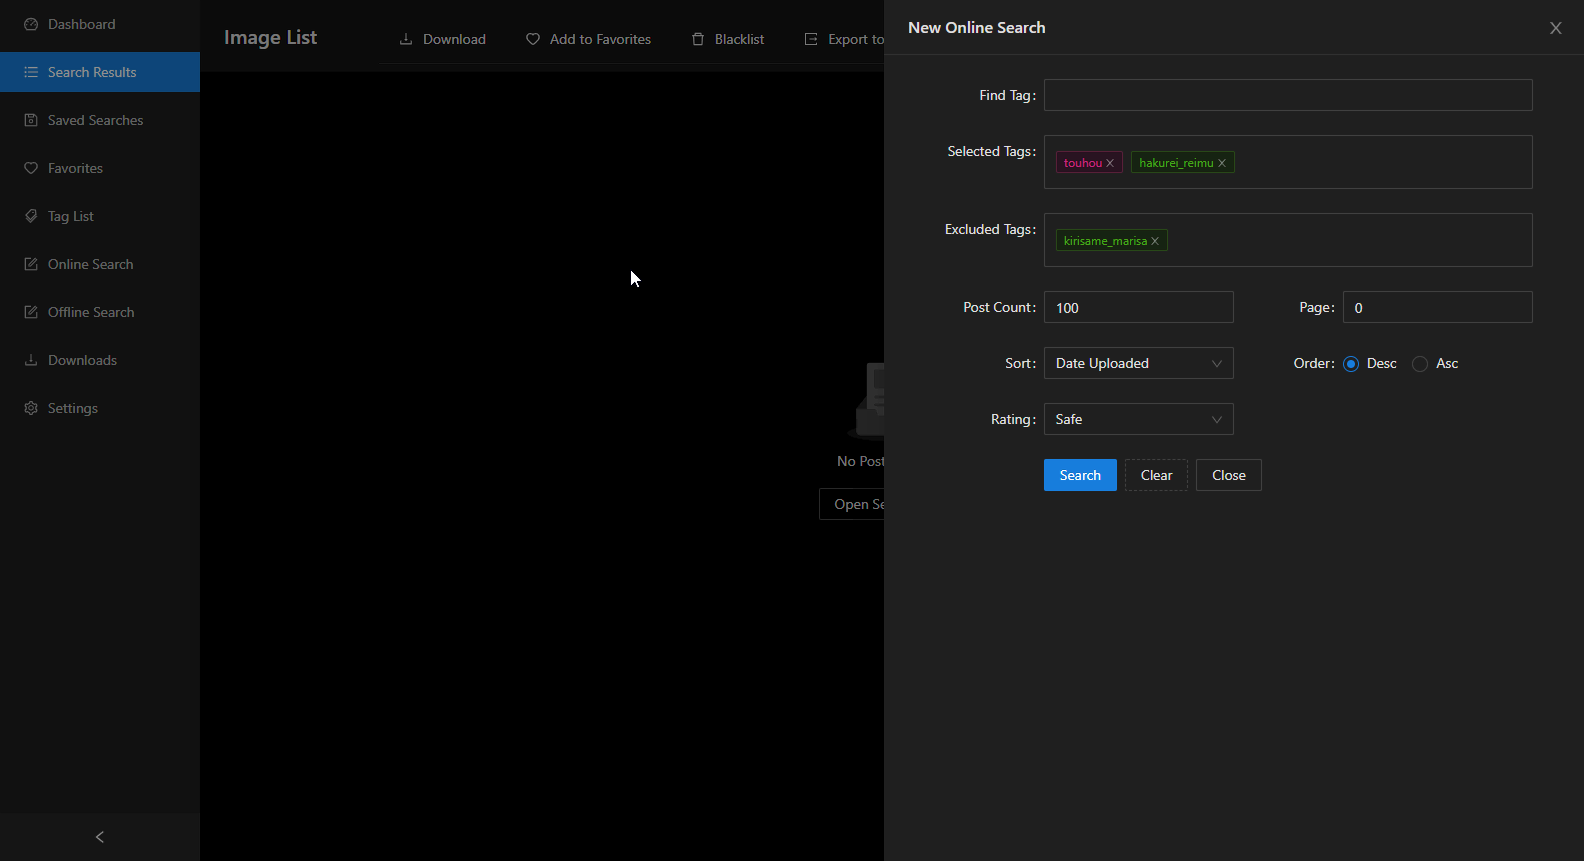 Dashboard
Search Results
Saved Searches
Favorites
Tag List
Online Search
Offline Search
Downloads
Settings
Image List
Download
Add to Favorites
Blacklist
Export to
No Post
Open Se
New Online Search
Find Tag:
Selected Tags:
touhou hakurei_reimu
Excluded Tags:
kirisame_marisa
Post Count: 100 Page: 0
Sort: Date Uploaded Order: Desc Asc
Rating: Safe
Search Clear Close